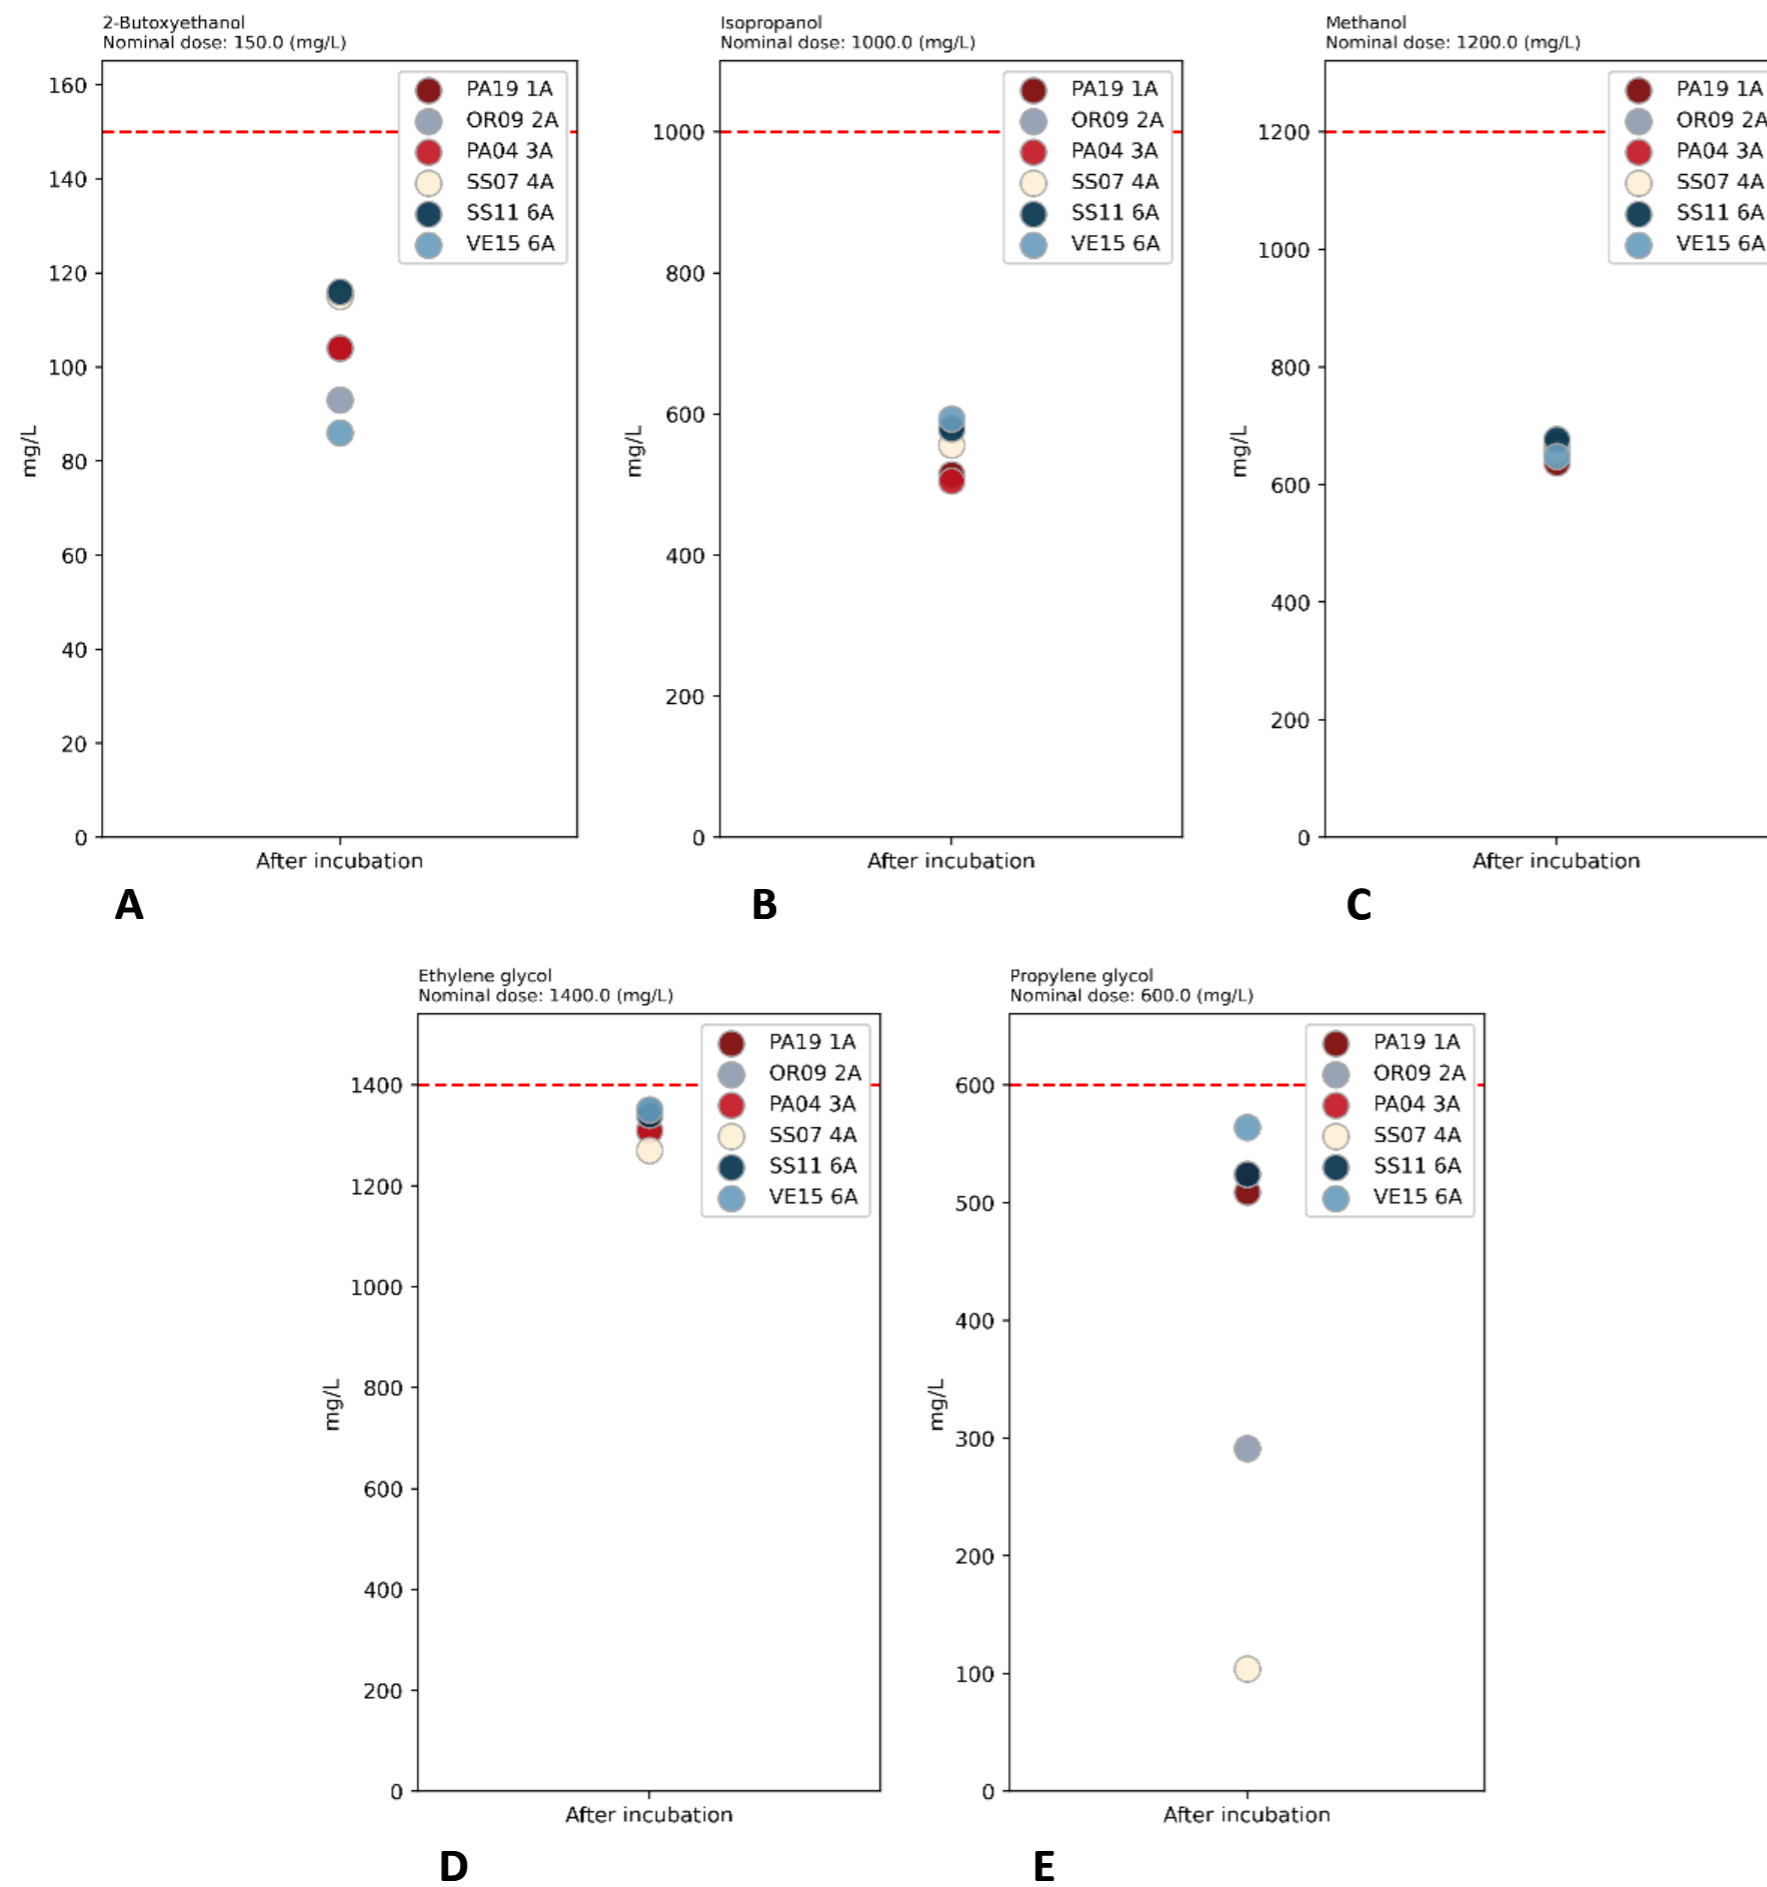 2-Butoxyethanol
Nominal dose: 150.0 (mg/L)
160
140
120
100
80
60
40
20
0
mg/L
PA19 1A
OR09 2A
PA04 3A
SS07 4A
SS11 6A
VE15 6A
After incubation
A
Isopropanol
Nominal dose: 1000.0 (mg/L)
1000
800
600
400
200
0
mg/L
PA19 1A
OR09 2A
PA04 3A
SS07 4A
SS11 6A
VE15 6A
After incubation
B
Methanol
Nominal dose: 1200.0 (mg/L)
1200
1000
800
600
400
200
0
mg/L
PA19 1A
OR09 2A
PA04 3A
SS07 4A
SS11 6A
VE15 6A
After incubation
C
Ethylene glycol
Nominal dose: 1400.0 (mg/L)
1400
1200
1000
800
600
400
200
0
mg/L
PA19 1A
OR09 2A
PA04 3A
SS07 4A
SS11 6A
VE15 6A
After incubation
D
Propylene glycol
Nominal dose: 600.0 (mg/L)
600
500
400
300
200
100
0
mg/L
PA19 1A
OR09 2A
PA04 3A
SS07 4A
SS11 6A
VE15 6A
After incubation
E